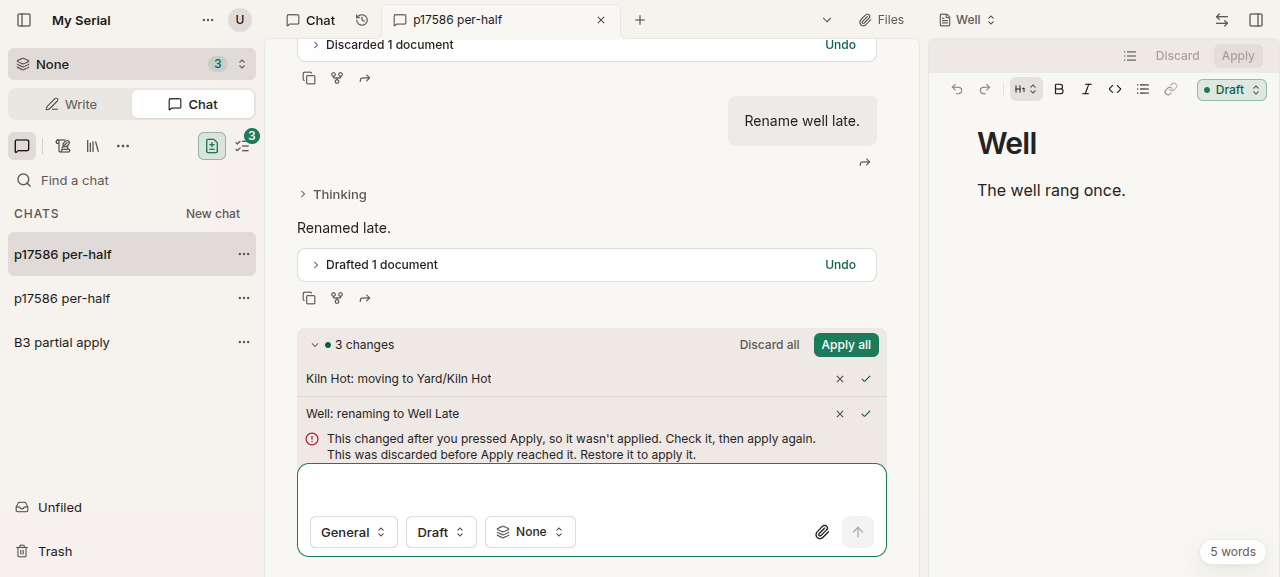 My Serial
U
Chat
p17586 per-half
Files
Well
None
3
Discarded 1 document
Undo
Discard
Apply
Write
Chat
H1
B
I
Draft
3
Rename well late.
Find a chat
CHATS
New chat
Thinking
Well
The well rang once.
Renamed late.
p17586 per-half
p17586 per-half
B3 partial apply
Drafted 1 document
Undo
3 changes
Discard all
Apply all
Kiln Hot: moving to Yard/Kiln Hot
Well: renaming to Well Late
This changed after you pressed Apply, so it wasn't applied. Check it, then apply again.
This was discarded before Apply reached it. Restore it to apply it.
Unfiled
Trash
General
Draft
None
5 words